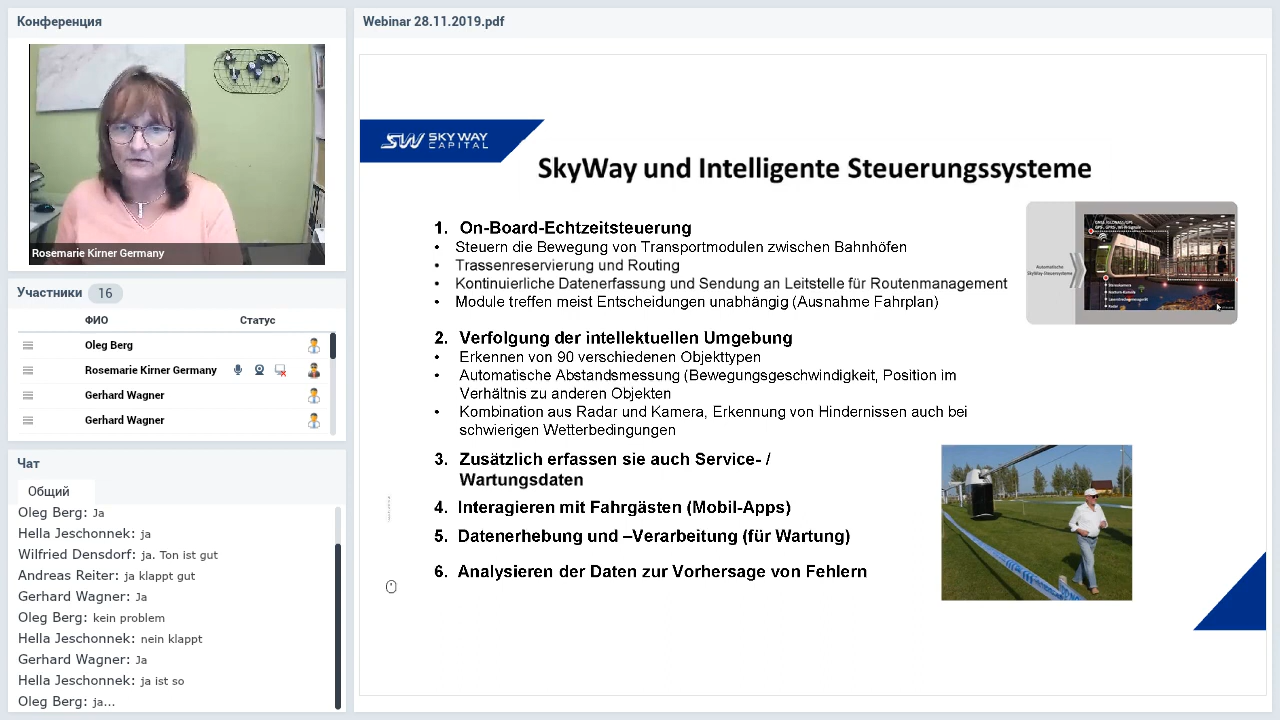 Конференция
Rosemarie Kirner Germany
Участники 16
ФИО Статус
Oleg Berg
Rosemarie Kirner Germany
Gerhard Wagner
Gerhard Wagner
Чат
Общий
Oleg Berg: Ja
Hella Jeschonnek: ja
Wilfried Densdorf: ja. Ton ist gut
Andreas Reiter: ja klappt gut
Gerhard Wagner: Ja
Oleg Berg: kein problem
Hella Jeschonnek: nein klappt
Gerhard Wagner: Ja
Hella Jeschonnek: ja ist so
Oleg Berg: ja...
Webinar 28.11.2019.pdf
SW SKY WAY
CAPITAL
SkyWay und Intelligente Steuerungssysteme
1. On-Board-Echtzeitsteuerung
• Steuern die Bewegung von Transportmodulen zwischen Bahnhöfen
• Trassenreservierung und Routing
• Kontinuierliche Datenerfassung und Sendung an Leitstelle für Routenmanagement
• Module treffen meist Entscheidungen unabhängig (Ausnahme Fahrplan)
2. Verfolgung der intellektuellen Umgebung
• Erkennen von 90 verschiedenen Objekttypen
• Automatische Abstandsmessung (Bewegungsgeschwindigkeit, Position im
Verhältnis zu anderen Objekten
• Kombination aus Radar und Kamera, Erkennung von Hindernissen auch bei
schwierigen Wetterbedingungen
3. Zusätzlich erfassen sie auch Service- /
Wartungsdaten
4. Interagieren mit Fahrgästen (Mobil-Apps)
5. Datenerhebung und –Verarbeitung (für Wartung)
6. Analysieren der Daten zur Vorhersage von Fehlern
Automatische
SkyWay-Steuersysteme
Radar